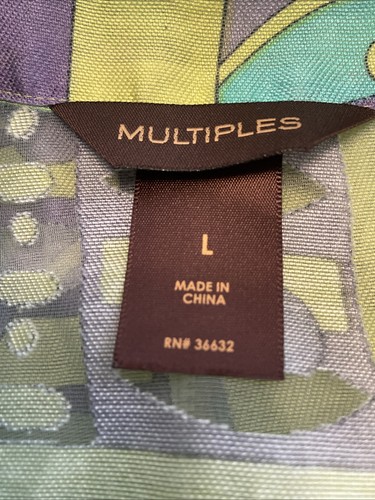 MULTIPLES
L
MADE IN
CHINA
RN# 36632